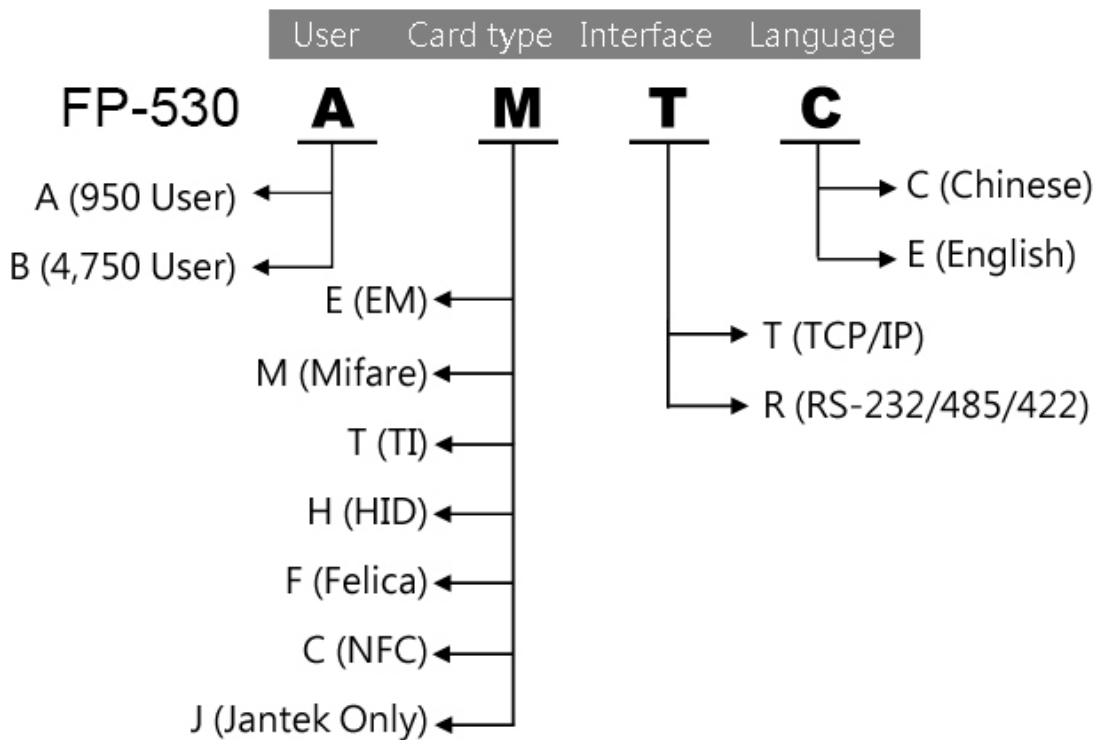 User Card type Interface Language
FP-530 A M T C
A (950 User)
B (4,750 User)
E (EM)
M (Mifare)
T (TI)
H (HID)
F (Felica)
C (NFC)
J (Jantek Only)
T (TCP/IP)
R (RS-232/485/422)
C (Chinese)
E (English)